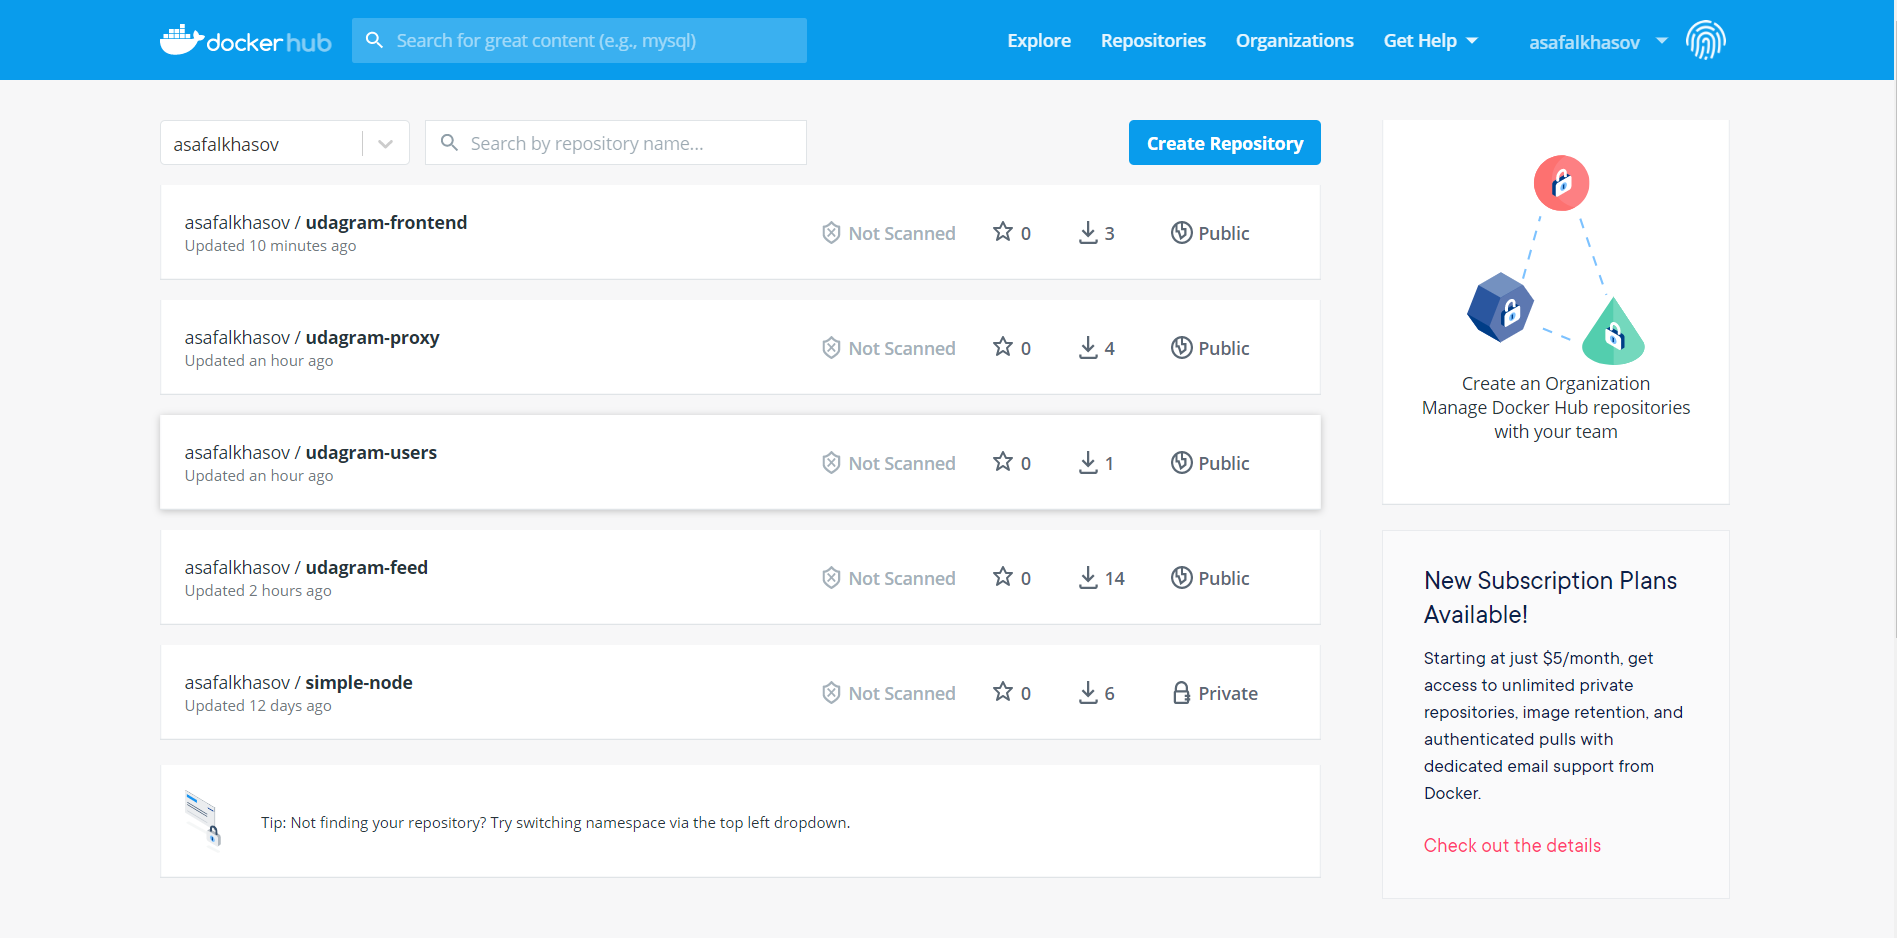 docker hub
Search for great content (e.g., mysql)
Explore
Repositories
Organizations
Get Help
asafalkhasov
asafalkhasov
Search by repository name...
Create Repository
asafalkhasov / udagram-frontend
Updated 10 minutes ago
Not Scanned
0
3
Public
asafalkhasov / udagram-proxy
Updated an hour ago
Not Scanned
0
4
Public
asafalkhasov / udagram-users
Updated an hour ago
Not Scanned
0
1
Public
asafalkhasov / udagram-feed
Updated 2 hours ago
Not Scanned
0
14
Public
asafalkhasov / simple-node
Updated 12 days ago
Not Scanned
0
6
Private
Tip: Not finding your repository? Try switching namespace via the top left dropdown.
Create an Organization
Manage Docker Hub repositories
with your team
New Subscription Plans
Available!
Starting at just $5/month, get
access to unlimited private
repositories, image retention, and
authenticated pulls with
dedicated email support from
Docker.
Check out the details